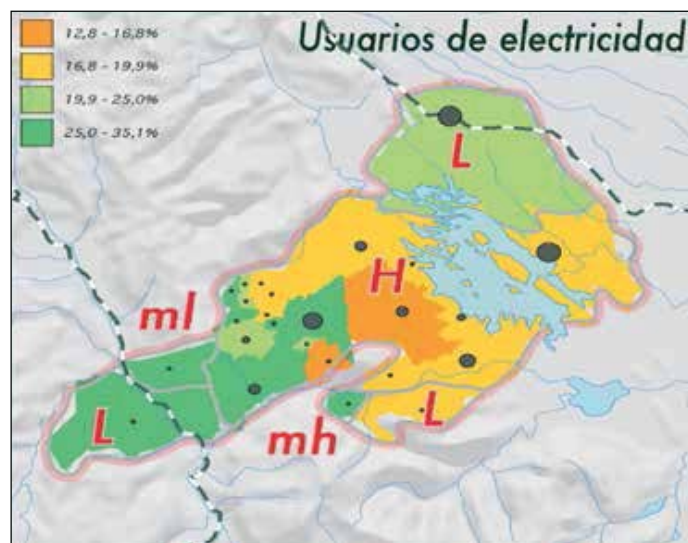 Usuarios de electricidad
12,8 - 16,8%
16,8 - 19,9%
19,9 - 25,0%
25,0 - 35,1%
L
H
ml
L
L
mh